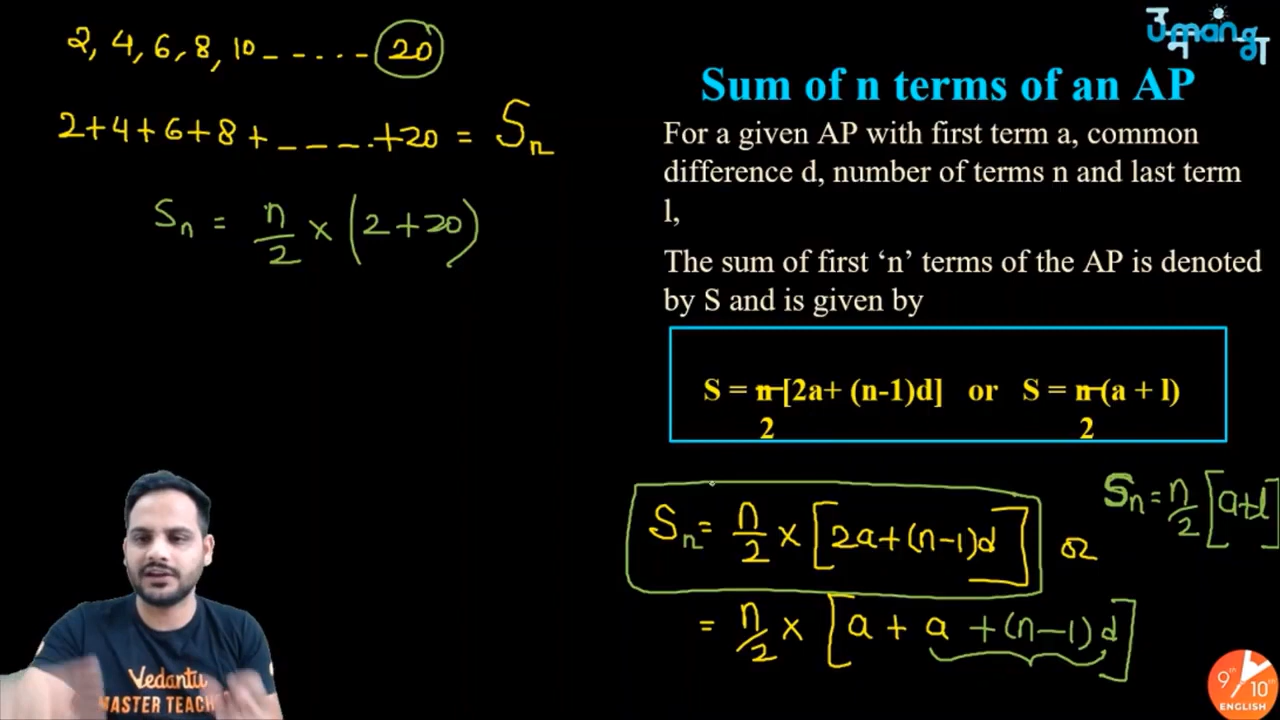 2, 4, 6, 8, 10 _ - - . . - 20
2+4+6+8 + _ _ _ _ . +20 = Sₙ
Sₙ = n/2 × (2+20)
उमंग
umang
Sum of n terms of an AP
For a given AP with first term a, common
difference d, number of terms n and last term
l,
The sum of first ‘n’ terms of the AP is denoted
by S and is given by
S = n [2a+ (n-1)d] or S = n (a + l)
2 2
Sₙ = n/2 × [2a+(n-1)d] or Sₙ = n/2 [a+l]
= n/2 × [a + a + (n-1)d]
Vedantu
MASTER TEACHE
9th 10th
ENGLISH